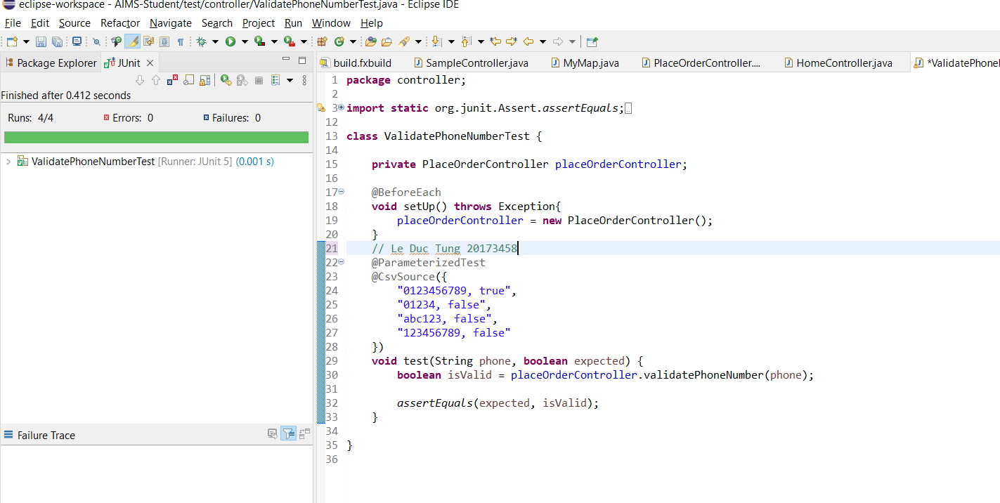 eclipse-workspace - AIMS-Student/test/controller/ValidatePhoneNumberTest.java - Eclipse IDE
File Edit Source Refactor Navigate Search Project Run Window Help
Package Explorer JUnit
build.fxbuild SampleController.java MyMap.java PlaceOrderController.... HomeController.java *ValidatePhoneN
Finished after 0.412 seconds
Runs: 4/4 Errors: 0 Failures: 0
ValidatePhoneNumberTest [Runner: JUnit 5] (0.001 s)
Failure Trace
1 package controller;
2
3 import static org.junit.Assert.assertEquals;
12
13 class ValidatePhoneNumberTest {
14
15 private PlaceOrderController placeOrderController;
16
17 @BeforeEach
18 void setUp() throws Exception{
19 placeOrderController = new PlaceOrderController();
20 }
21 // Le Duc Tung 20173458
22 @ParameterizedTest
23 @CsvSource({
24 "0123456789, true",
25 "01234, false",
26 "abc123, false",
27 "123456789, false"
28 })
29 void test(String phone, boolean expected) {
30 boolean isValid = placeOrderController.validatePhoneNumber(phone);
31
32 assertEquals(expected, isValid);
33 }
34
35 }
36